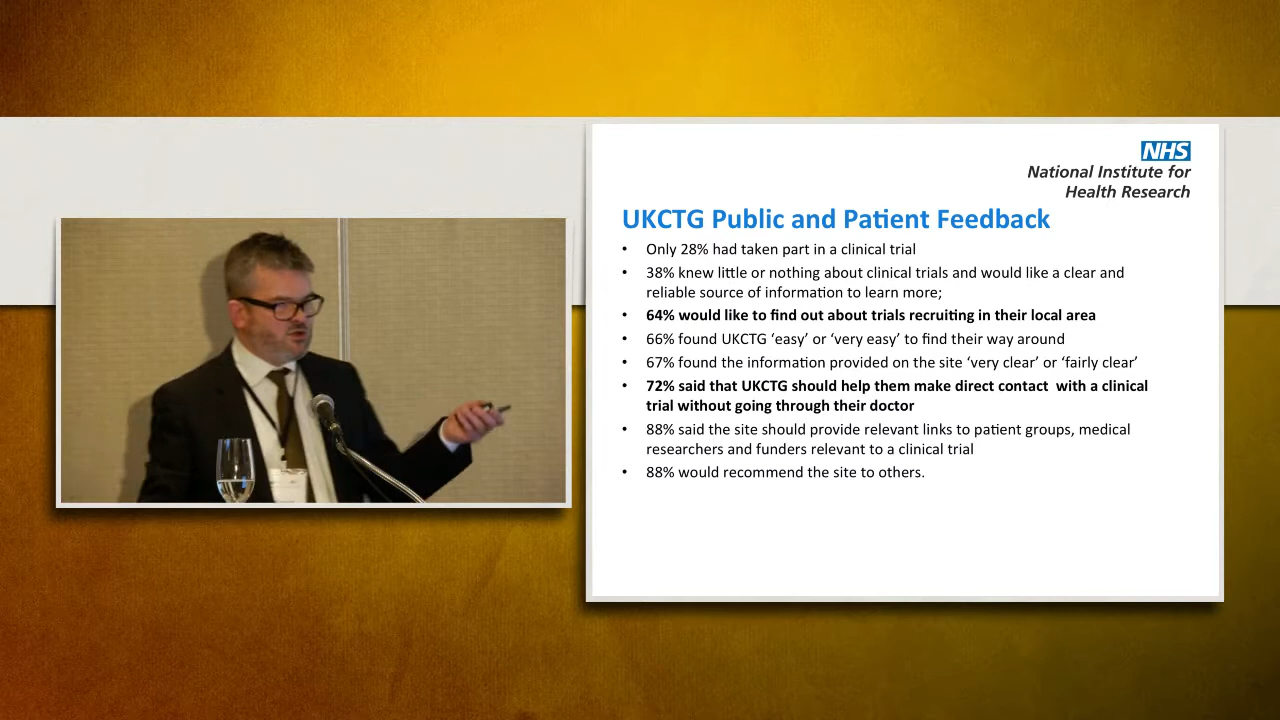 NHS
National Institute for
Health Research
UKCTG Public and Patient Feedback
• Only 28% had taken part in a clinical trial
• 38% knew little or nothing about clinical trials and would like a clear and
reliable source of information to learn more;
• 64% would like to find out about trials recruiting in their local area
• 66% found UKCTG ‘easy’ or ‘very easy’ to find their way around
• 67% found the information provided on the site ‘very clear’ or ‘fairly clear’
• 72% said that UKCTG should help them make direct contact  with a clinical
trial without going through their doctor
• 88% said the site should provide relevant links to patient groups, medical
researchers and funders relevant to a clinical trial
• 88% would recommend the site to others.